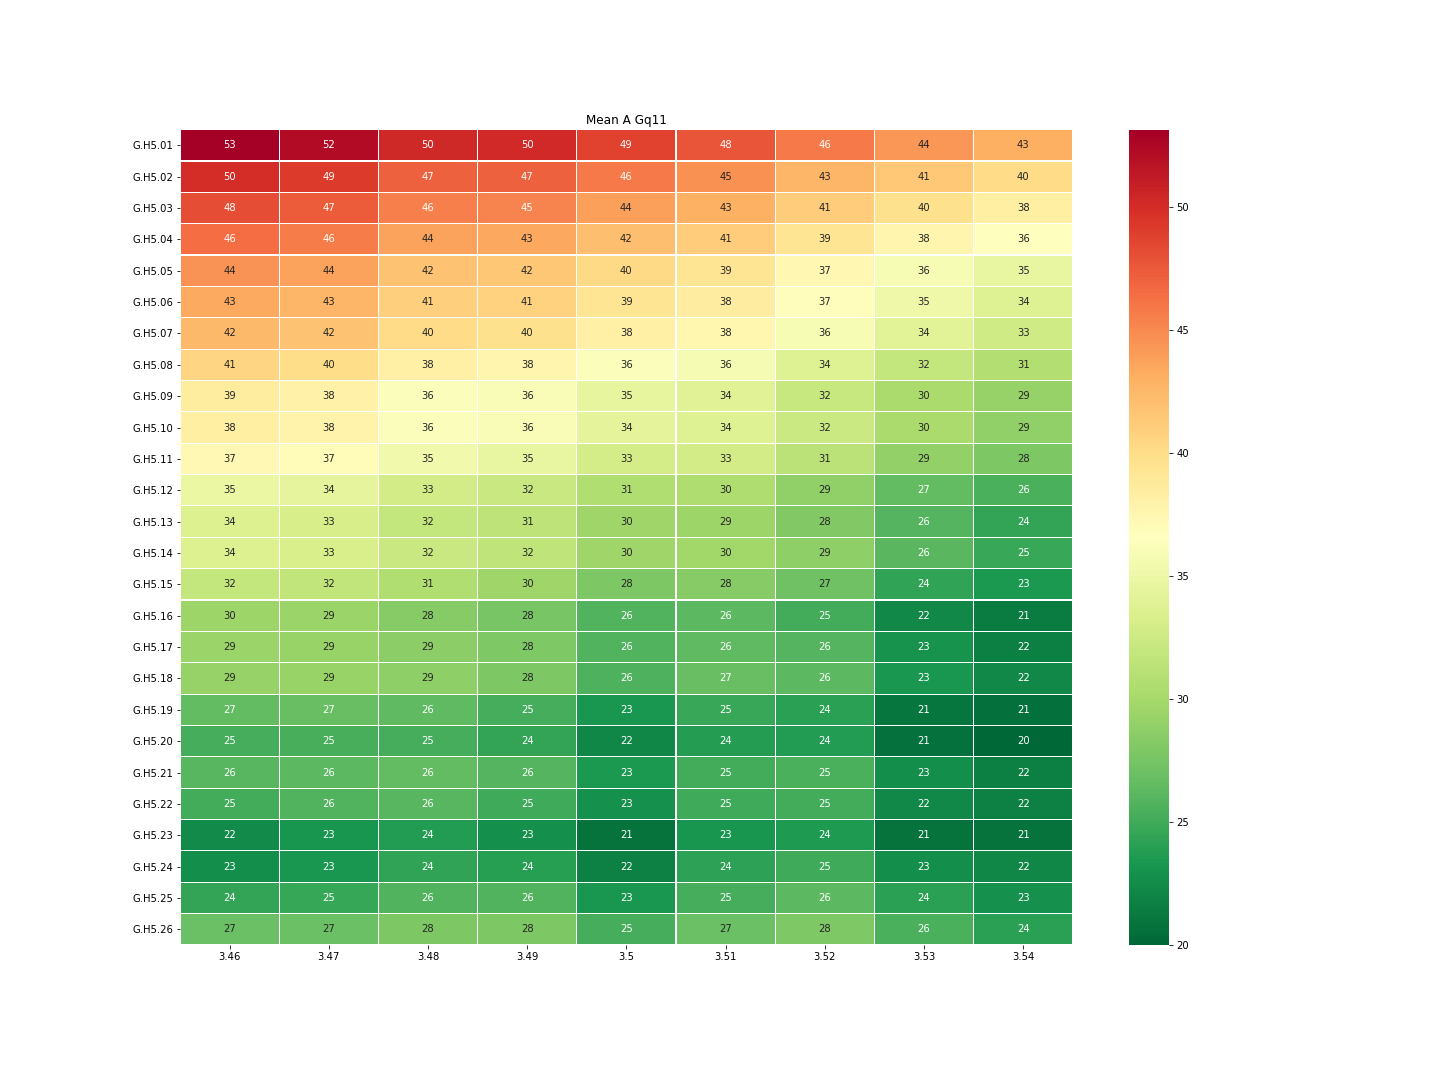 Mean A Gq11
G.H5.01 53 52 50 50 49 48 46 44 43
G.H5.02 50 49 47 47 46 45 43 41 40
G.H5.03 48 47 46 45 44 43 41 40 38
G.H5.04 46 46 44 43 42 41 39 38 36
G.H5.05 44 44 42 42 40 39 37 36 35
G.H5.06 43 43 41 41 39 38 37 35 34
G.H5.07 42 42 40 40 38 38 36 34 33
G.H5.08 41 40 38 38 36 36 34 32 31
G.H5.09 39 38 36 36 35 34 32 30 29
G.H5.10 38 38 36 36 34 34 32 30 29
G.H5.11 37 37 35 35 33 33 31 29 28
G.H5.12 35 34 33 32 31 30 29 27 26
G.H5.13 34 33 32 31 30 29 28 26 24
G.H5.14 34 33 32 32 30 30 29 26 25
G.H5.15 32 32 31 30 28 28 27 24 23
G.H5.16 30 29 28 28 26 26 25 22 21
G.H5.17 29 29 29 28 26 26 26 23 22
G.H5.18 29 29 29 28 26 27 26 23 22
G.H5.19 27 27 26 25 23 25 24 21 21
G.H5.20 25 25 25 24 22 24 24 21 20
G.H5.21 26 26 26 26 23 25 25 23 22
G.H5.22 25 26 26 25 23 25 25 22 22
G.H5.23 22 23 24 23 21 23 24 21 21
G.H5.24 23 23 24 24 22 24 25 23 22
G.H5.25 24 25 26 26 23 25 26 24 23
G.H5.26 27 27 28 28 25 27 28 26 24
3.46 3.47 3.48 3.49 3.5 3.51 3.52 3.53 3.54
50
45
40
35
30
25
20